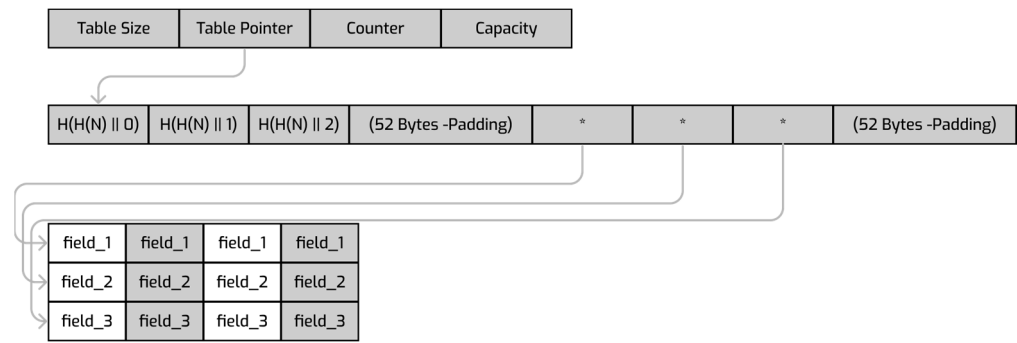 Table Size Table Pointer Counter Capacity
H(H(N) || 0) H(H(N) || 1) H(H(N) || 2) (52 Bytes -Padding) * * * (52 Bytes -Padding)
field_1 field_1 field_1 field_1
field_2 field_2 field_2 field_2
field_3 field_3 field_3 field_3